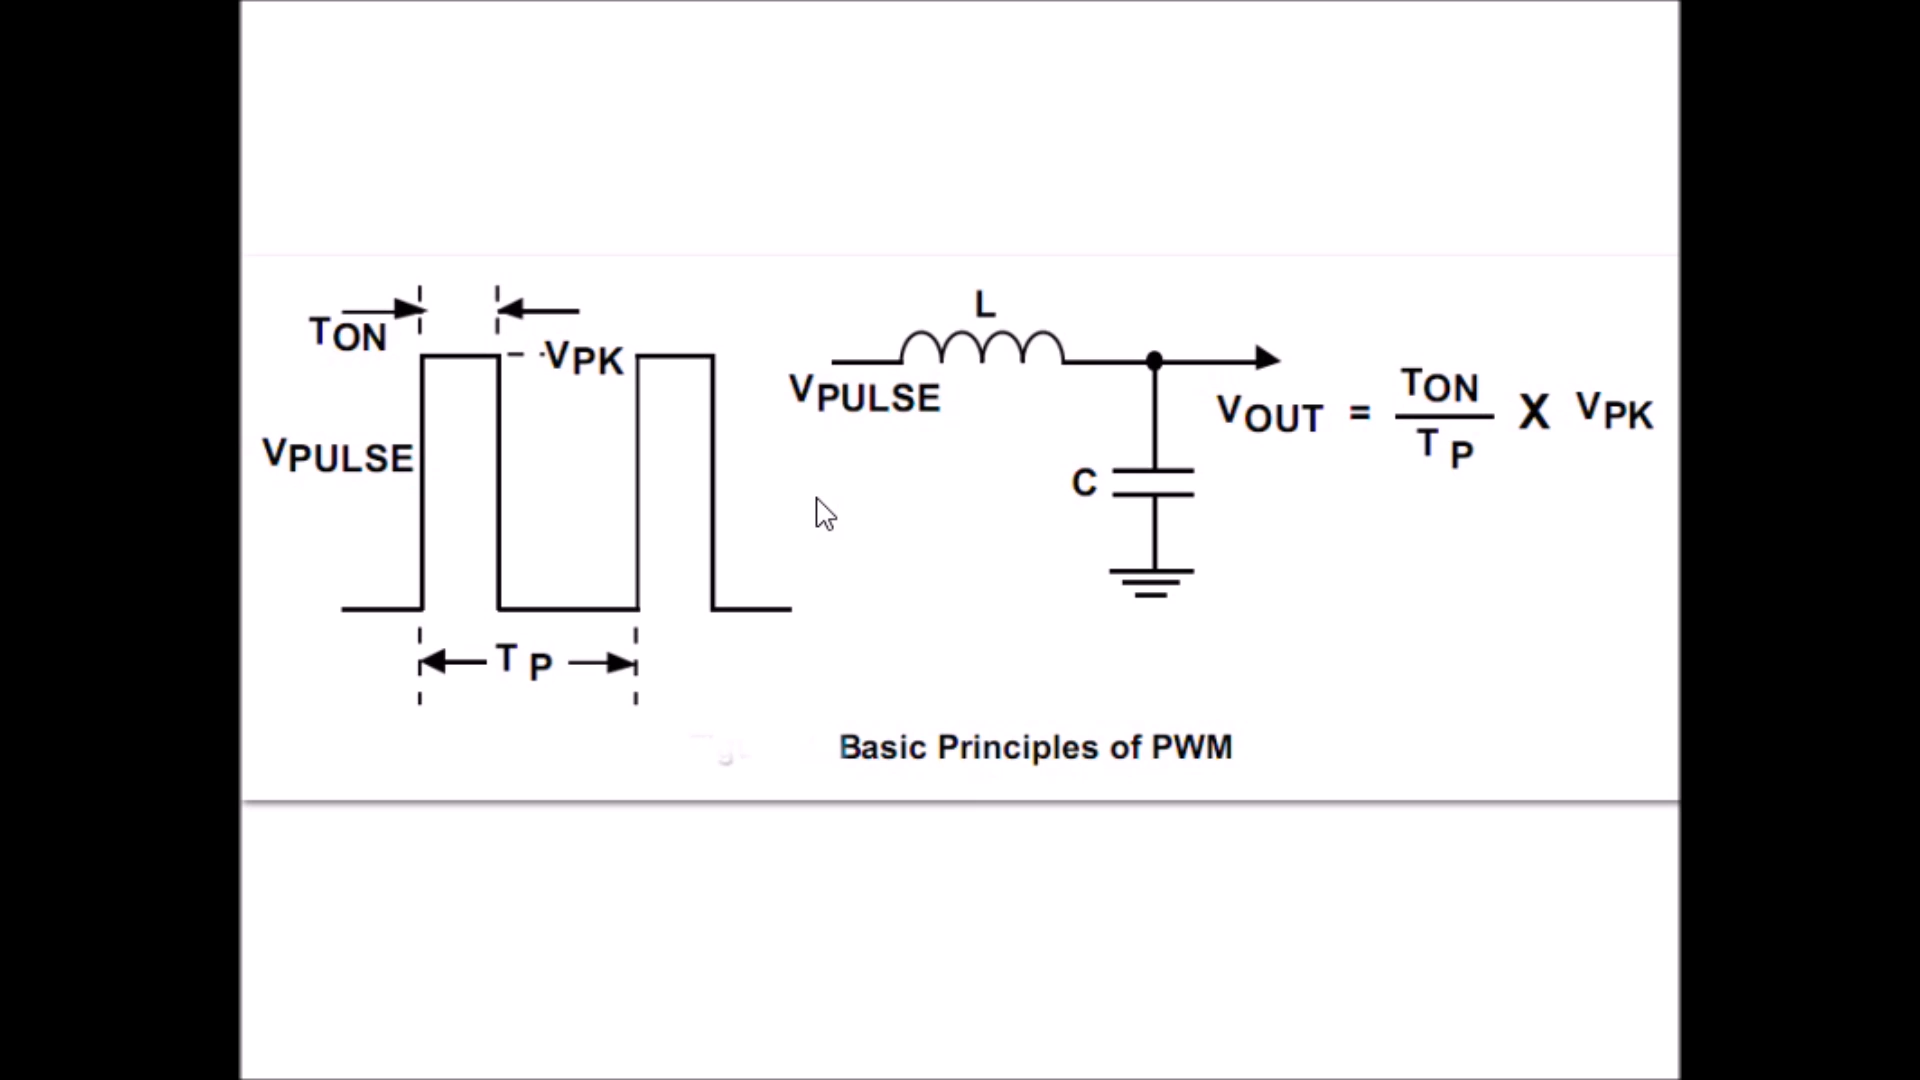 TON
VPK
VPULSE
TP
L
VPULSE
C
VOUT = TON / TP X VPK
Basic Principles of PWM